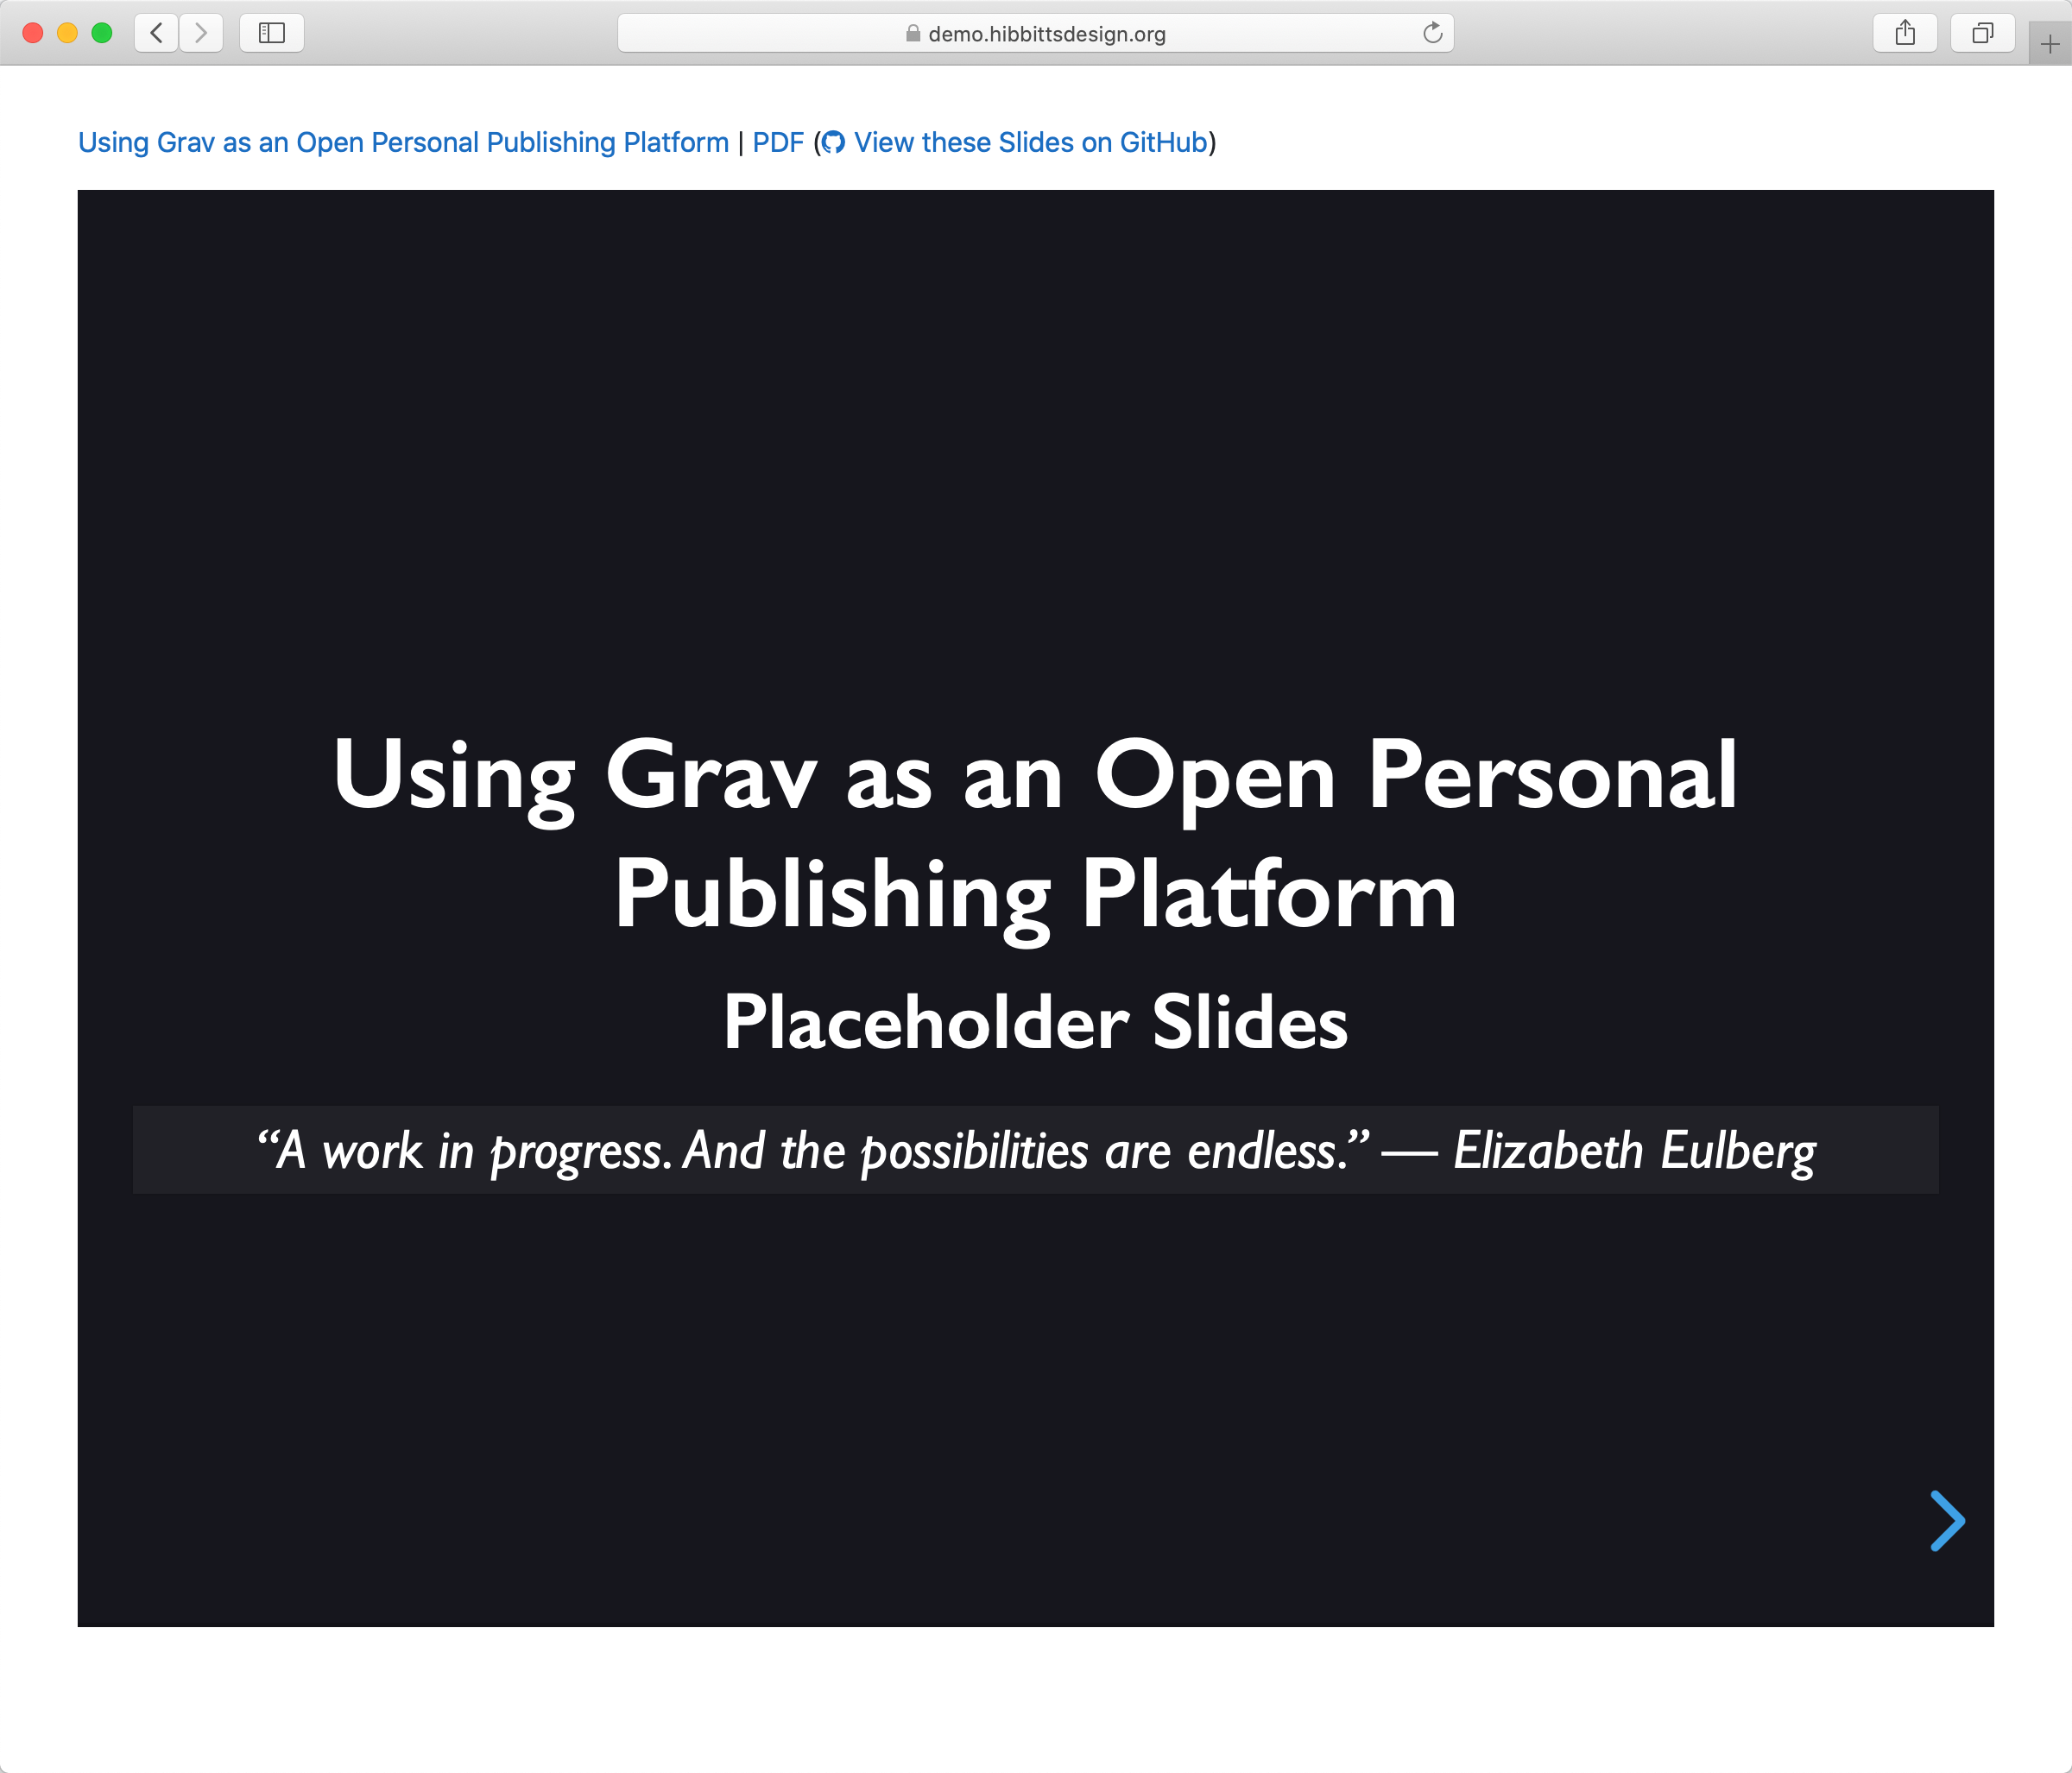 demo.hibbittsdesign.org
Using Grav as an Open Personal Publishing Platform | PDF (View these Slides on GitHub)
Using Grav as an Open Personal
Publishing Platform
Placeholder Slides
“A work in progress. And the possibilities are endless.” — Elizabeth Eulberg